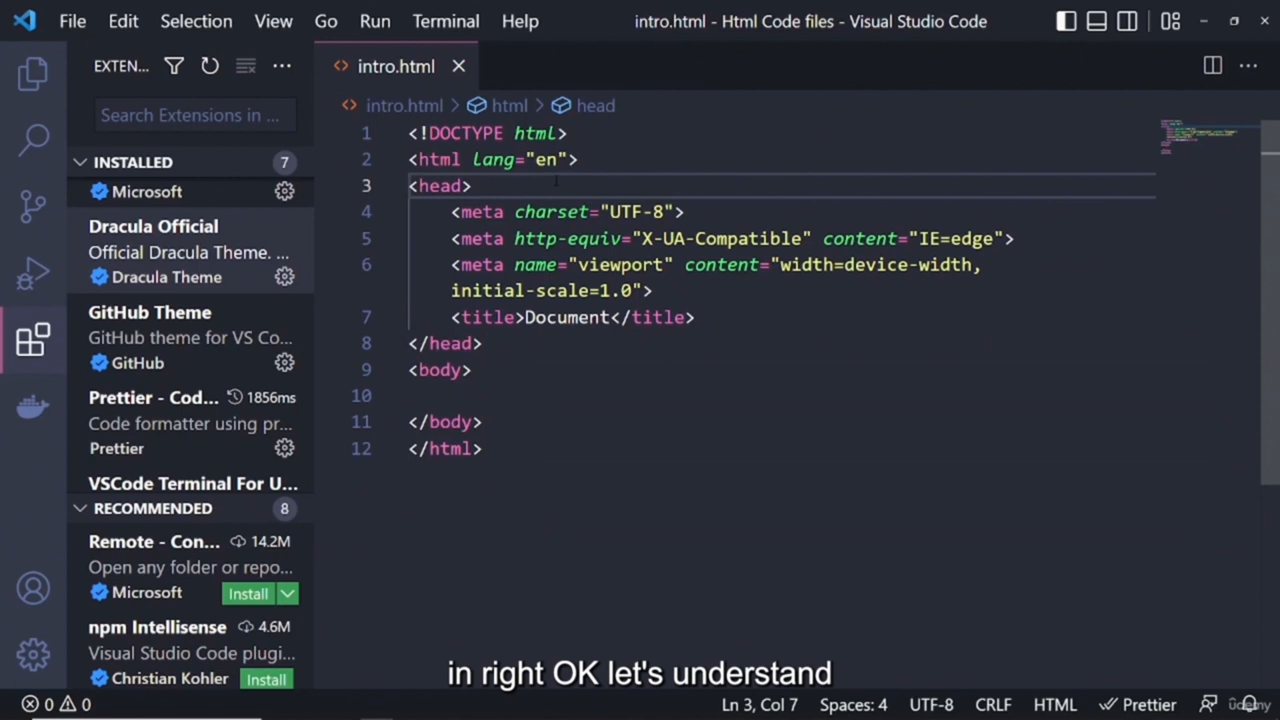 File Edit Selection View Go Run Terminal Help intro.html - Html Code files - Visual Studio Code
EXTEN...
intro.html
Search Extensions in ...
intro.html > html > head
INSTALLED 7
Microsoft
Dracula Official
Official Dracula Theme. ...
Dracula Theme
GitHub Theme
GitHub theme for VS Co...
GitHub
Prettier - Cod... 1856ms
Code formatter using pr...
Prettier
VSCode Terminal For U...
RECOMMENDED 8
Remote - Con... 14.2M
Open any folder or repo...
Microsoft Install
npm Intellisense 4.6M
Visual Studio Code plugi...
Christian Kohler Install
1 <!DOCTYPE html>
2 <html lang="en">
3 <head>
4 <meta charset="UTF-8">
5 <meta http-equiv="X-UA-Compatible" content="IE=edge">
6 <meta name="viewport" content="width=device-width,
initial-scale=1.0">
7 <title>Document</title>
8 </head>
9 <body>
10
11 </body>
12 </html>
in right OK let's understand
0 0 Ln 3, Col 7 Spaces: 4 UTF-8 CRLF HTML Prettier
udemy